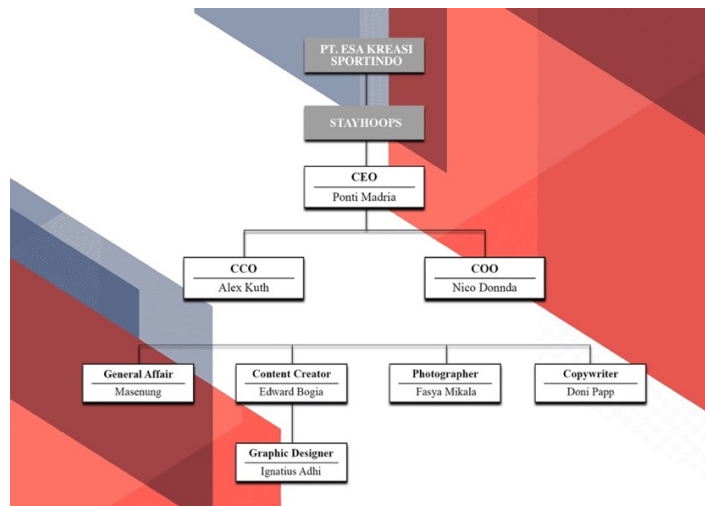 PT. ESA KREASI
SPORTINDO
STAYHOOPS
CEO
Ponti Madria
CCO
Alex Kuth
COO
Nico Donnda
General Affair
Masenung
Content Creator
Edward Bogia
Photographer
Fasya Mikala
Copywriter
Doni Papp
Graphic Designer
Ignatius Adhi